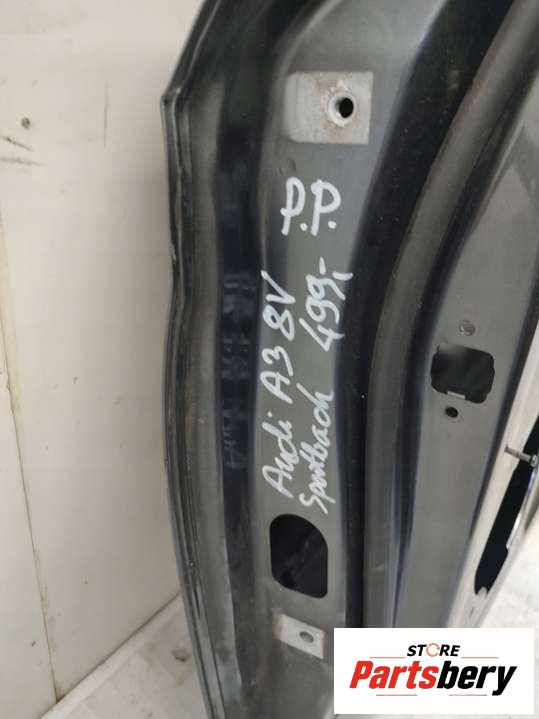 P.P.
Audi A3 8V
Sportback 499,-
STORE
Partsbery